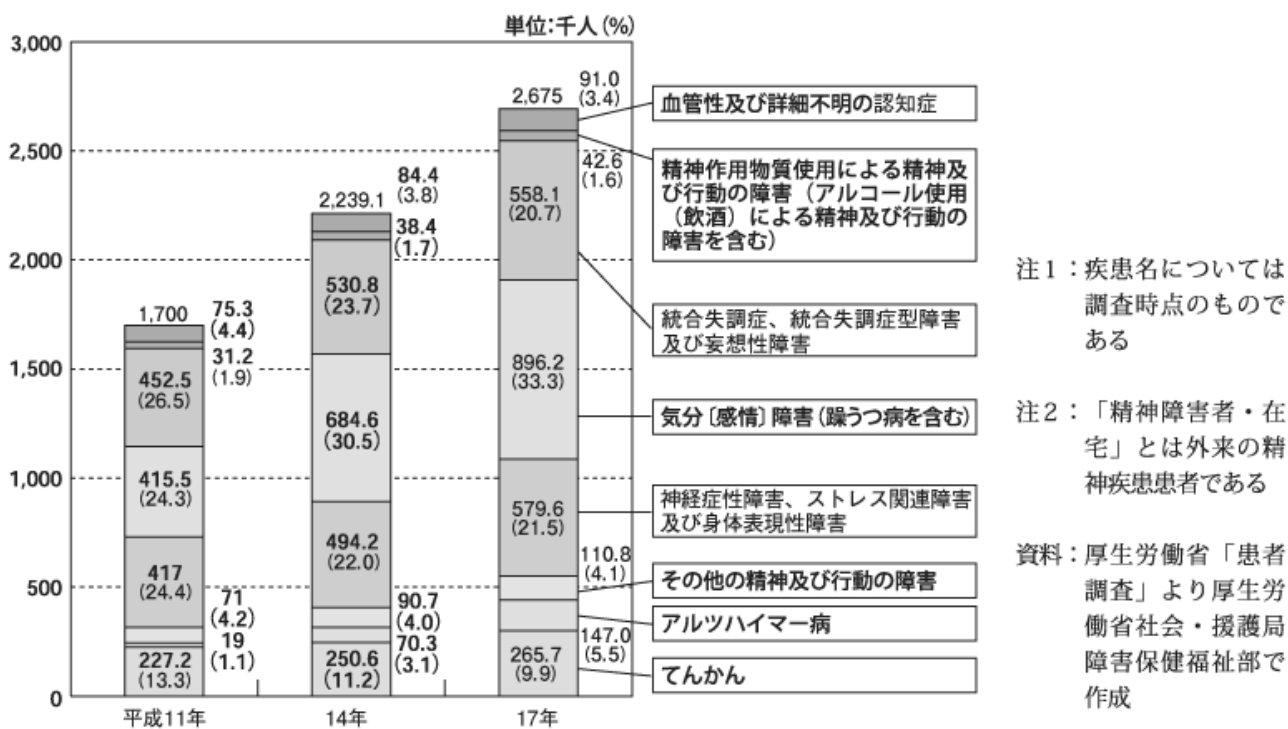 単位:千人(%)
3,000
2,500
2,000
1,500
1,000
500
0
1,700
75.3
(4.4)
31.2
(1.9)
452.5
(26.5)
415.5
(24.3)
417
(24.4)
71
(4.2)
19
(1.1)
227.2
(13.3)
平成11年
2,239.1
84.4
(3.8)
38.4
(1.7)
530.8
(23.7)
684.6
(30.5)
494.2
(22.0)
90.7
(4.0)
70.3
(3.1)
250.6
(11.2)
14年
2,675
91.0
(3.4)
42.6
(1.6)
558.1
(20.7)
896.2
(33.3)
579.6
(21.5)
110.8
(4.1)
147.0
(5.5)
265.7
(9.9)
17年
血管性及び詳細不明の認知症
精神作用物質使用による精神及
び行動の障害(アルコール使用
(飲酒)による精神及び行動の
障害を含む)
統合失調症、統合失調症型障害
及び妄想性障害
気分〔感情〕障害(躁うつ病を含む)
神経症性障害、ストレス関連障害
及び身体表現性障害
その他の精神及び行動の障害
アルツハイマー病
てんかん
注1:疾患名については
調査時点のもので
ある
注2:「精神障害者・在
宅」とは外来の精
神疾患患者である
資料:厚生労働省「患者
調査」より厚生労
働省社会・援護局
障害保健福祉部で
作成